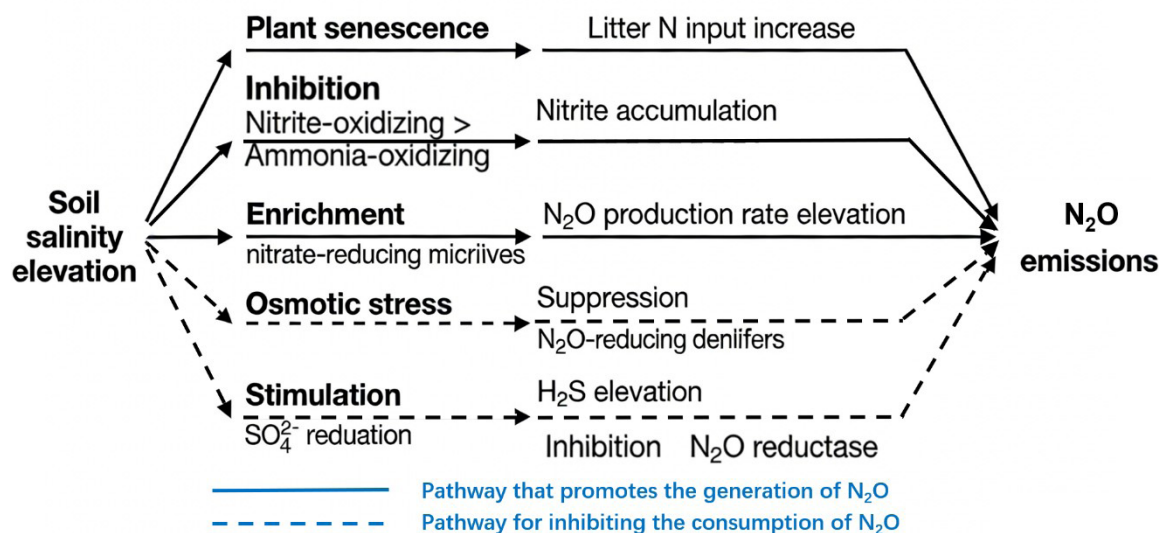 Plant senescence
Litter N input increase
Inhibition
Nitrite-oxidizing >
Ammonia-oxidizing
Nitrite accumulation
Soil
salinity
elevation
Enrichment
nitrate-reducing micriives
N₂O production rate elevation
N₂O
emissions
Osmotic stress
Suppression
N₂O-reducing denlifers
Stimulation
SO₄²⁻ reduation
H₂S elevation
Inhibition N₂O reductase
Pathway that promotes the generation of N₂O
Pathway for inhibiting the consumption of N₂O